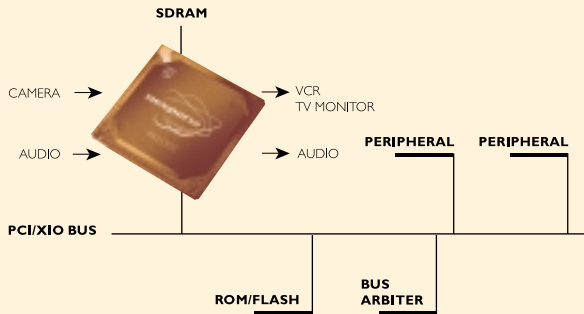 SDRAM
CAMERA
VCR
TV MONITOR
AUDIO
AUDIO
PERIPHERAL
PERIPHERAL
PCI/XIO BUS
ROM/FLASH
BUS
ARBITER